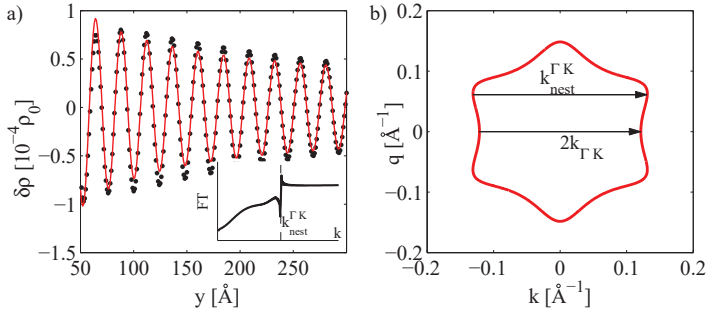 a)
δρ [10⁻⁴ρ₀]
1
0.5
0
−0.5
−1
−1.5
50
100
150
200
250
y [Å]
FT
k_nest^ΓK
k
b)
q [Å⁻¹]
0.2
0.1
0
−0.1
−0.2
−0.2
−0.1
0
0.1
0.2
k [Å⁻¹]
k_nest^ΓK
2k_ΓK